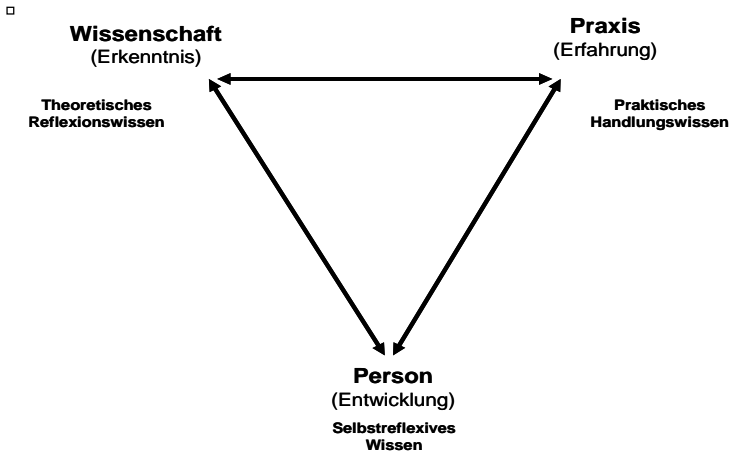 Wissenschaft
(Erkenntnis)
Praxis
(Erfahrung)
Theoretisches
Reflexionswissen
Praktisches
Handlungswissen
Person
(Entwicklung)
Selbstreflexives
Wissen